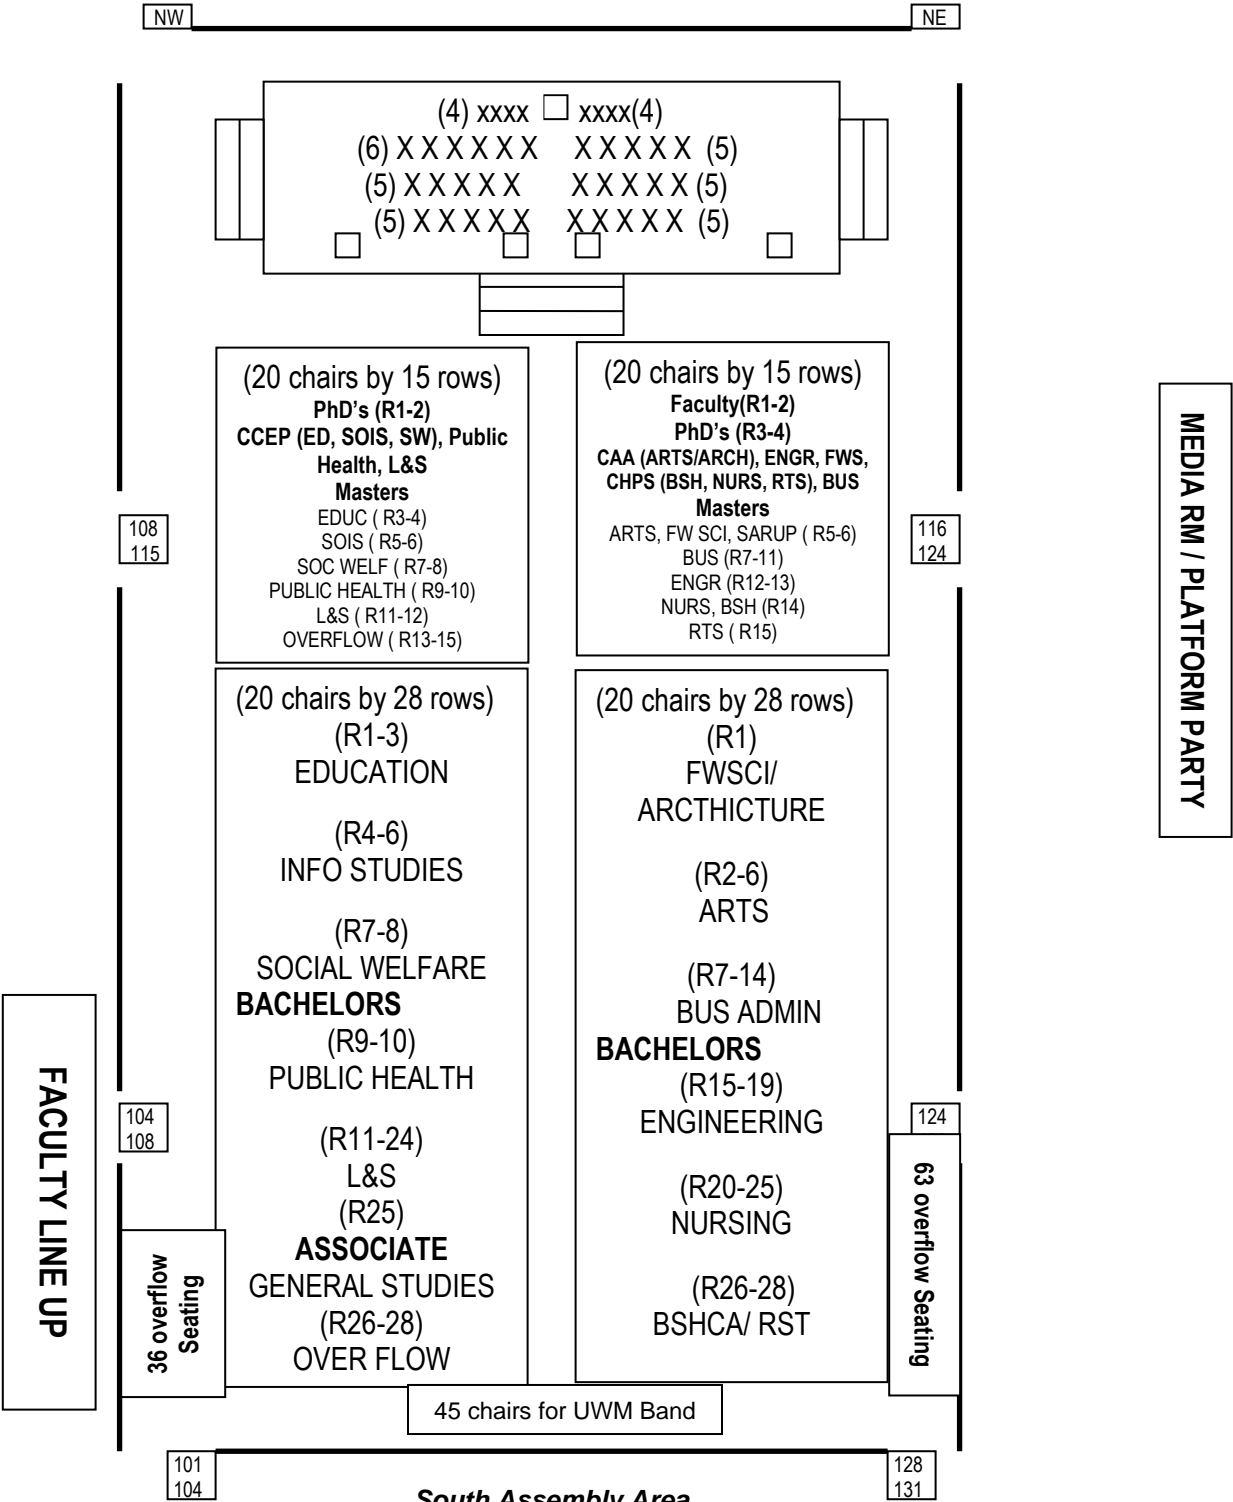 NW
NE
(4) xxxx xxxx(4)
(6) X X X X X X X X X X X (5)
(5) X X X X X X X X X X (5)
(5) X X X X X X X X X X (5)
(20 chairs by 15 rows)
PhD's (R1-2)
CCEP (ED, SOIS, SW), Public
Health, L&S
Masters
EDUC ( R3-4)
SOIS ( R5-6)
SOC WELF ( R7-8)
PUBLIC HEALTH ( R9-10)
L&S ( R11-12)
OVERFLOW ( R13-15)
(20 chairs by 15 rows)
Faculty(R1-2)
PhD's (R3-4)
CAA (ARTS/ARCH), ENGR, FWS,
CHPS (BSH, NURS, RTS), BUS
Masters
ARTS, FW SCI, SARUP ( R5-6)
BUS (R7-11)
ENGR (R12-13)
NURS, BSH (R14)
RTS ( R15)
108
115
116
124
MEDIA RM / PLATFORM PARTY
(20 chairs by 28 rows)
(R1-3)
EDUCATION
(R4-6)
INFO STUDIES
(R7-8)
SOCIAL WELFARE
BACHELORS
(R9-10)
PUBLIC HEALTH
(R11-24)
L&S
(R25)
ASSOCIATE
GENERAL STUDIES
(R26-28)
OVER FLOW
(20 chairs by 28 rows)
(R1)
FWSCI/
ARCTHICTURE
(R2-6)
ARTS
(R7-14)
BUS ADMIN
BACHELORS
(R15-19)
ENGINEERING
(R20-25)
NURSING
(R26-28)
BSHCA/ RST
FACULTY LINE UP
104
108
124
36 overflow
Seating
63 overflow Seating
45 chairs for UWM Band
101
104
128
131
South Assembly Area